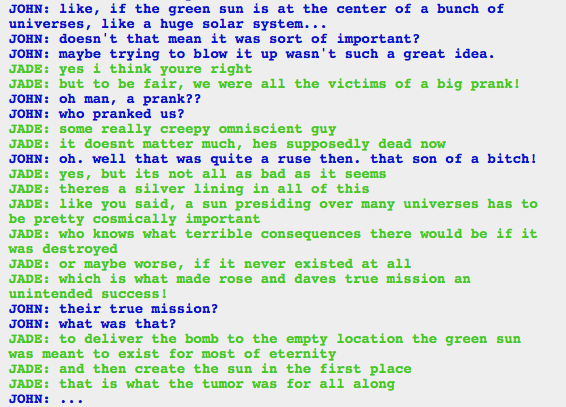 JOHN: like, if the green sun is at the center of a bunch of
universes, like a huge solar system...
JOHN: doesn't that mean it was sort of important?
JOHN: maybe trying to blow it up wasn't such a great idea.
JADE: yes i think youre right
JADE: but to be fair, we were all the victims of a big prank!
JOHN: oh man, a prank??
JOHN: who pranked us?
JADE: some really creepy omniscient guy
JADE: it doesnt matter much, hes supposedly dead now
JOHN: oh. well that was quite a ruse then. that son of a bitch!
JADE: yes, but its not all as bad as it seems
JADE: theres a silver lining in all of this
JADE: like you said, a sun presiding over many universes has to
be pretty cosmically important
JADE: who knows what terrible consequences there would be if it
was destroyed
JADE: or maybe worse, if it never existed at all
JADE: which is what made rose and daves true mission an
unintended success!
JOHN: their true mission?
JOHN: what was that?
JADE: to deliver the bomb to the empty location the green sun
was meant to exist for most of eternity
JADE: and then create the sun in the first place
JADE: that is what the tumor was for all along
JOHN: ...